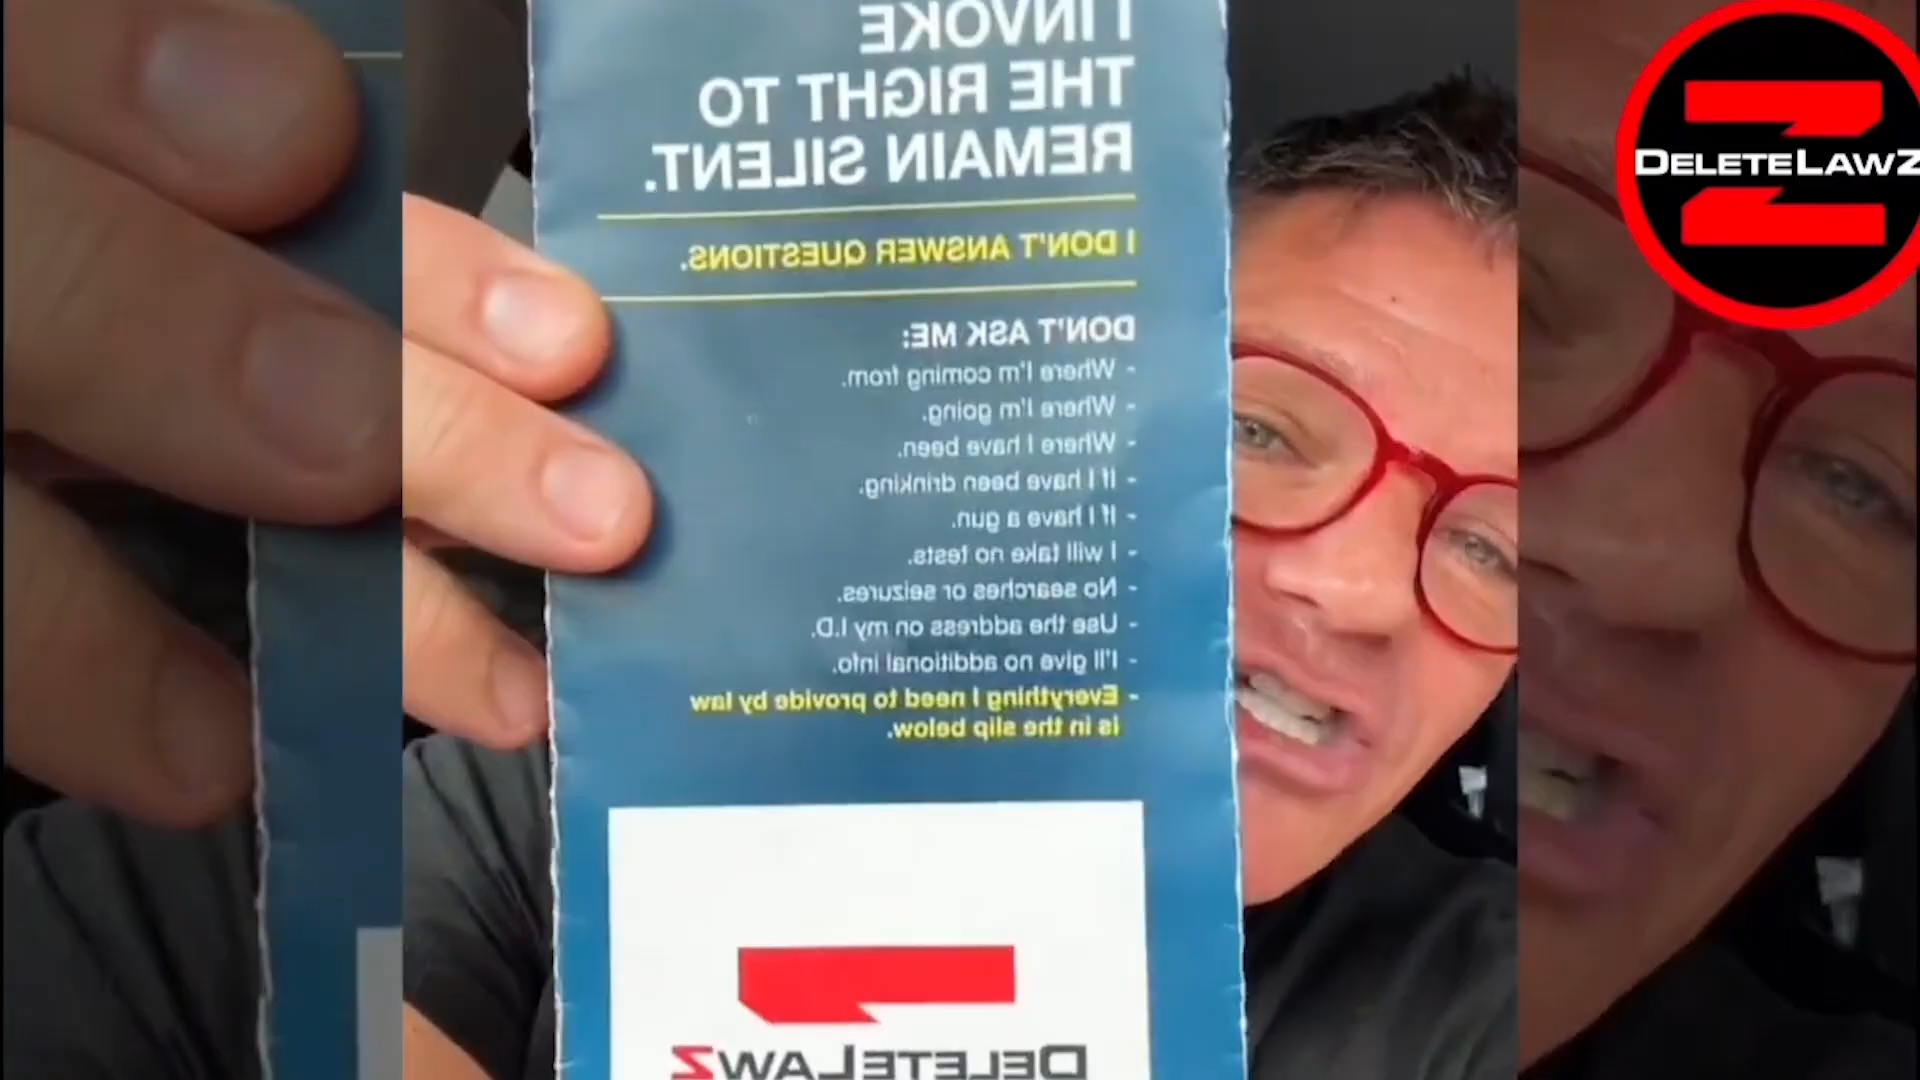 I INVOKE
THE RIGHT TO
REMAIN SILENT.
I DON'T ANSWER QUESTIONS.
DON'T ASK ME:
- Where I'm coming from.
- Where I'm going.
- Where I have been.
- If I have been drinking.
- If I have a gun.
- I will take no tests.
- No searches or seizures.
- Use the address on my I.D.
- I'll give no additional info.
- Everything I need to provide by law
is in the slip below.
DELETELAWZ
DELETELAWZ